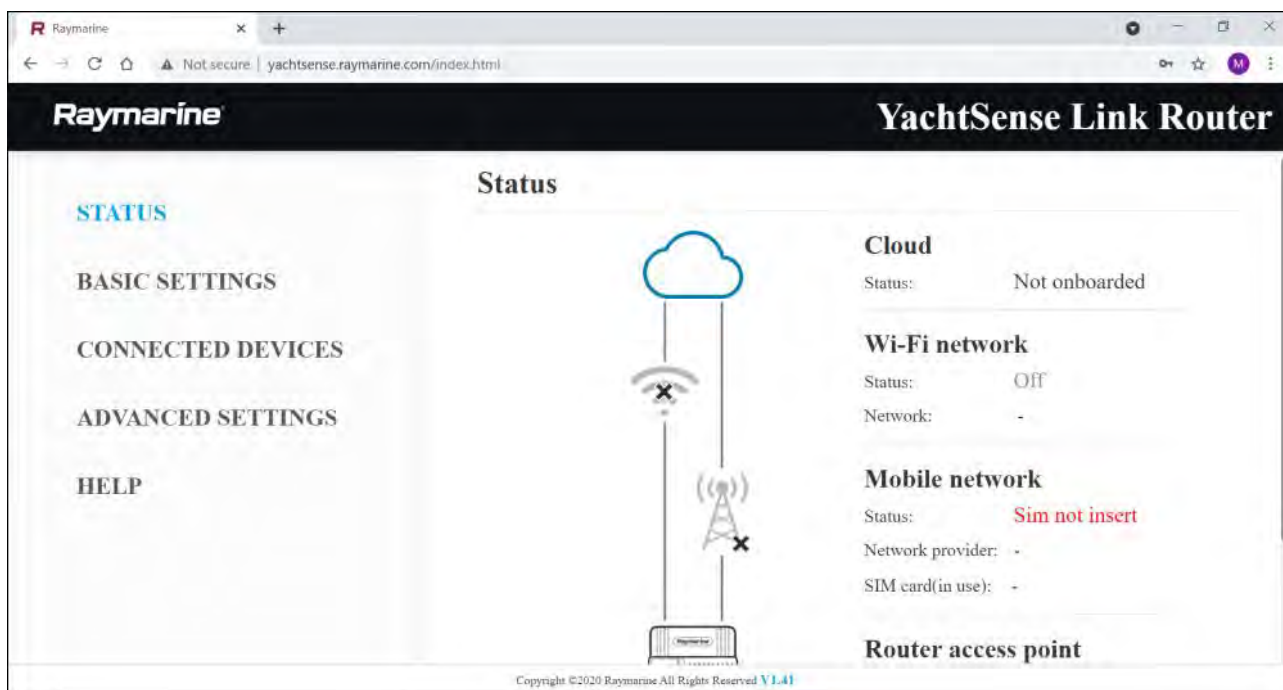 Raymarine
Not secure | yachtsense.raymarine.com/index.html
M
Raymarine
YachtSense Link Router
STATUS
BASIC SETTINGS
CONNECTED DEVICES
ADVANCED SETTINGS
HELP
Status
Cloud
Status: Not onboarded
Wi-Fi network
Status: Off
Network: -
Mobile network
Status: Sim not insert
Network provider: -
SIM card(in use): -
Raymarine
Router access point
Copyright ©2020 Raymarine All Rights Reserved V1.41